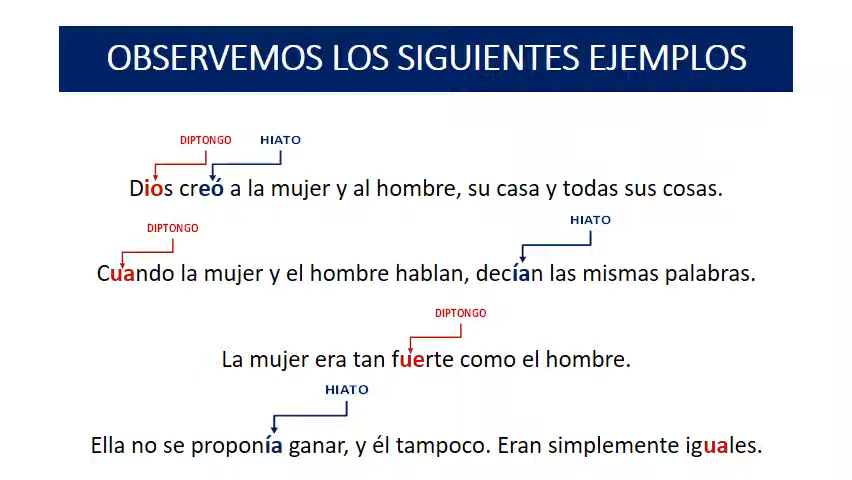 OBSERVEMOS LOS SIGUIENTES EJEMPLOS
DIPTONGO HIATO
Dios creó a la mujer y al hombre, su casa y todas sus cosas.
DIPTONGO HIATO
Cuando la mujer y el hombre hablan, decían las mismas palabras.
DIPTONGO
La mujer era tan fuerte como el hombre.
HIATO
Ella no se proponía ganar, y él tampoco. Eran simplemente iguales.